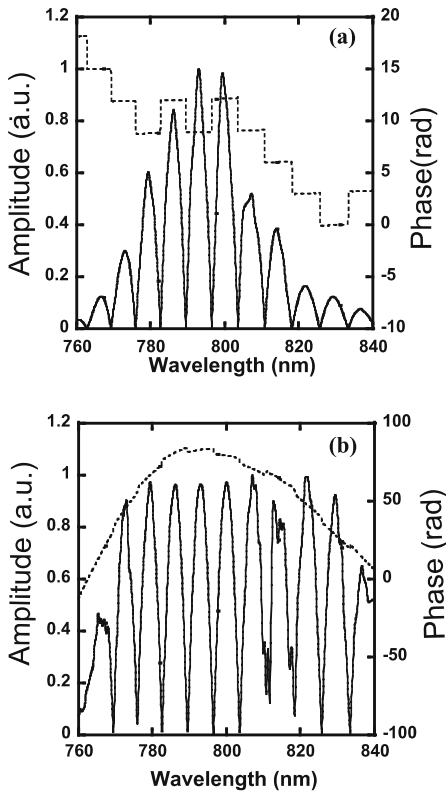 (a)
1.2
1
0.8
0.6
0.4
0.2
0
20
15
10
5
0
-5
-10
Amplitude (á.u.)
Phase(rad)
760 780 800 820 840
Wavelength (nm)
(b)
1.2
1
0.8
0.6
0.4
0.2
0
100
50
0
-50
-100
Amplitude (a.u.)
Phase (rad)
760 780 800 820 840
Wavelength (nm)